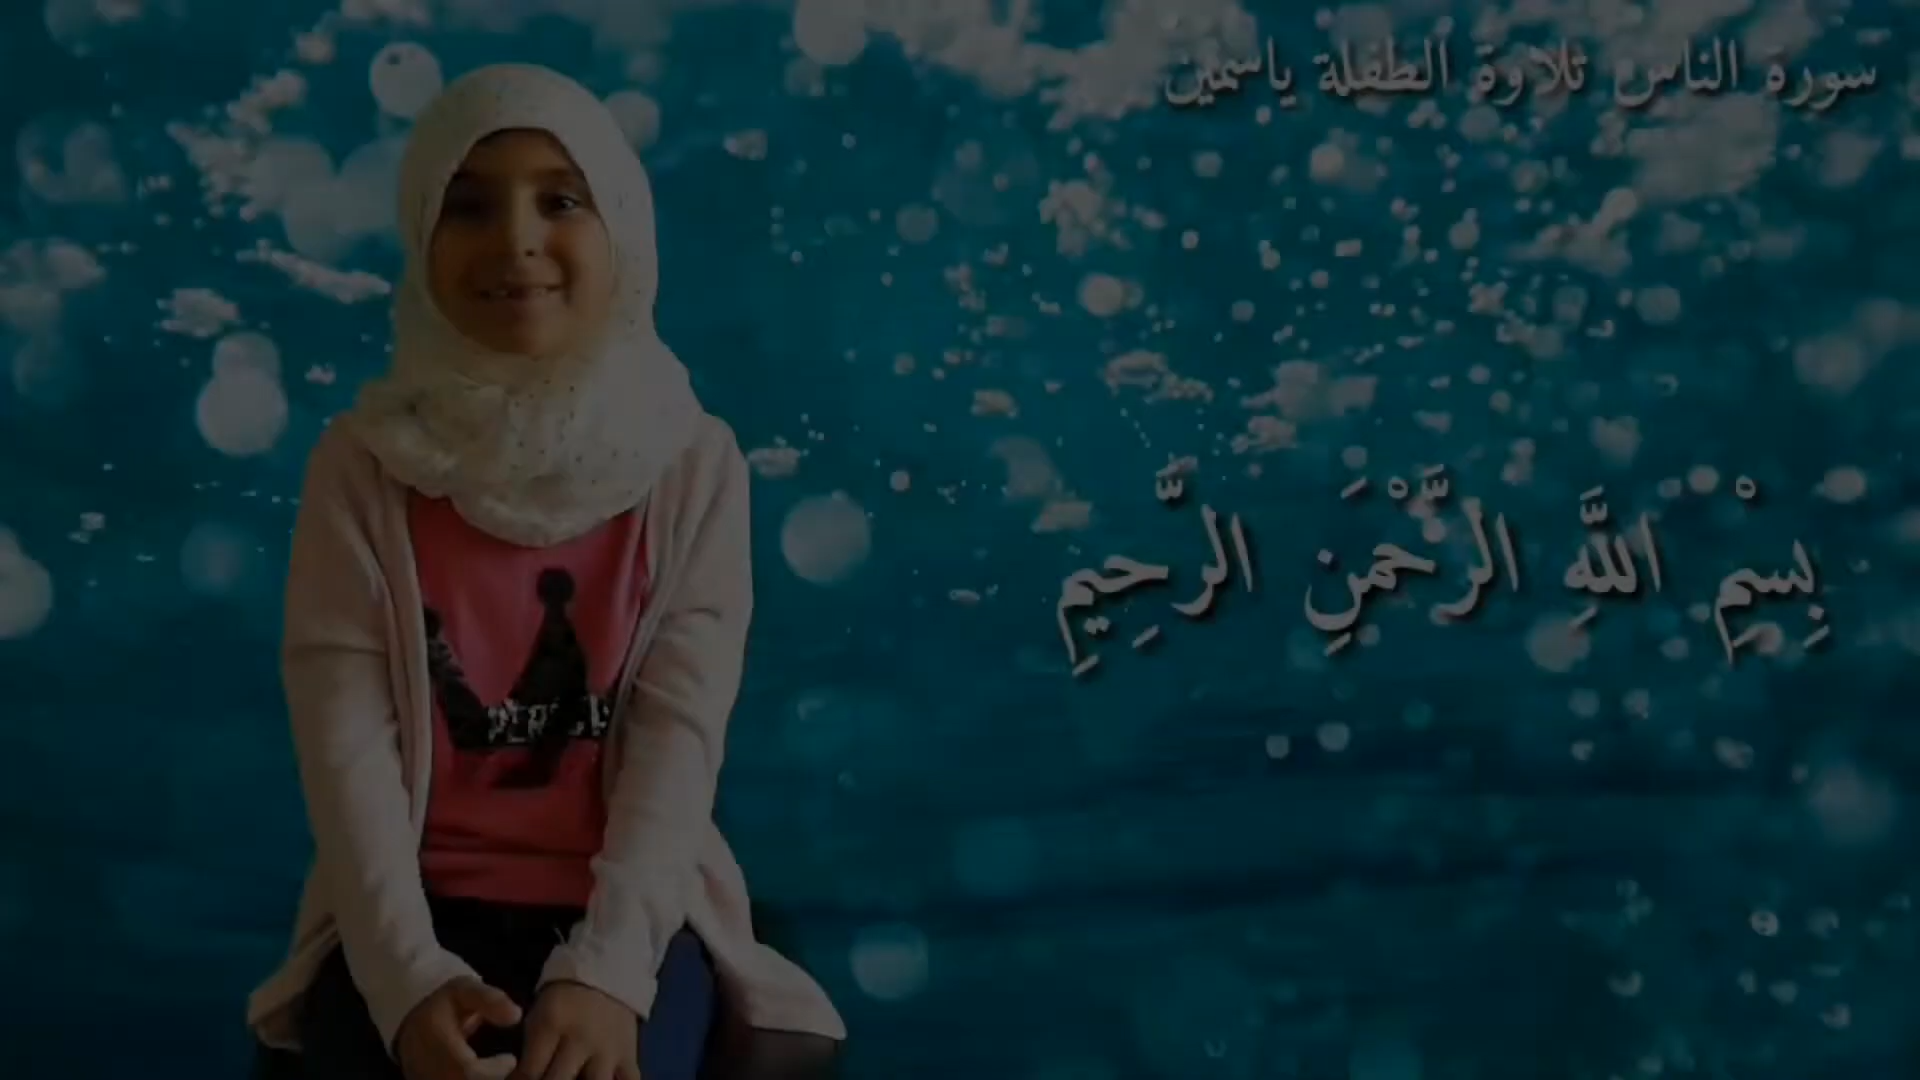 سورة الناس تلاوة الطفلة ياسمين
بِسْمِ اللَّهِ الرَّحْمَنِ الرَّحِيمِ